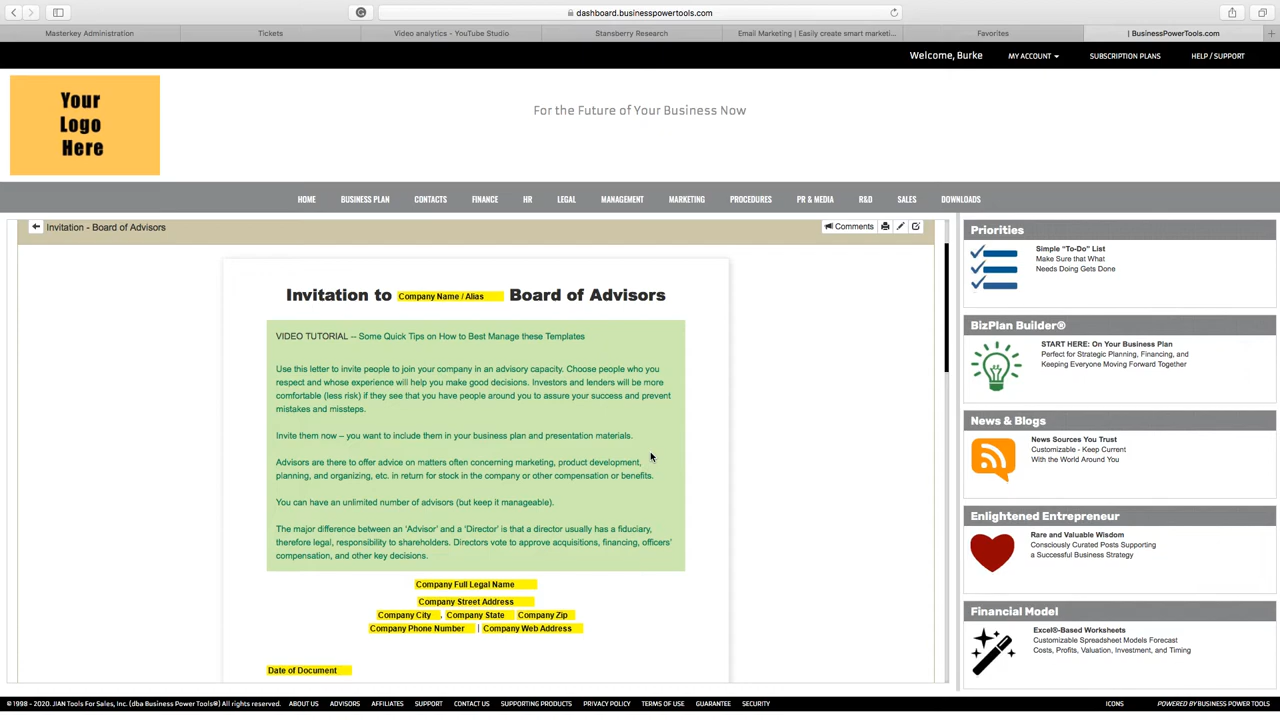 dashboard.businesspowertools.com
Masterkey Administration
Tickets
Video analytics - YouTube Studio
Stansberry Research
Email Marketing | Easily create smart marketi...
Favorites
| BusinessPowerTools.com
Welcome, Burke
MY ACCOUNT
SUBSCRIPTION PLANS
HELP / SUPPORT
Your
Logo
Here
For the Future of Your Business Now
HOME
BUSINESS PLAN
CONTACTS
FINANCE
HR
LEGAL
MANAGEMENT
MARKETING
PROCEDURES
PR & MEDIA
R&D
SALES
DOWNLOADS
Invitation - Board of Advisors
Comments
Invitation to Company Name / Alias Board of Advisors
VIDEO TUTORIAL -- Some Quick Tips on How to Best Manage these Templates
Use this letter to invite people to join your company in an advisory capacity. Choose people who you
respect and whose experience will help you make good decisions. Investors and lenders will be more
comfortable (less risk) if they see that you have people around you to assure your success and prevent
mistakes and missteps.
Invite them now – you want to include them in your business plan and presentation materials.
Advisors are there to offer advice on matters often concerning marketing, product development,
planning, and organizing, etc. in return for stock in the company or other compensation or benefits.
You can have an unlimited number of advisors (but keep it manageable).
The major difference between an 'Advisor' and a 'Director' is that a director usually has a fiduciary,
therefore legal, responsibility to shareholders. Directors vote to approve acquisitions, financing, officers'
compensation, and other key decisions.
Company Full Legal Name
Company Street Address
Company City , Company State Company Zip
Company Phone Number | Company Web Address
Date of Document
Priorities
Simple "To-Do" List
Make Sure that What
Needs Doing Gets Done
BizPlan Builder®
START HERE: On Your Business Plan
Perfect for Strategic Planning, Financing, and
Keeping Everyone Moving Forward Together
News & Blogs
News Sources You Trust
Customizable - Keep Current
With the World Around You
Enlightened Entrepreneur
Rare and Valuable Wisdom
Consciously Curated Posts Supporting
a Successful Business Strategy
Financial Model
Excel®-Based Worksheets
Customizable Spreadsheet Models Forecast
Costs, Profits, Valuation, Investment, and Timing
© 1998 - 2020. JIAN Tools For Sales, Inc. (dba Business Power Tools®) All rights reserved.
ABOUT US
ADVISORS
AFFILIATES
SUPPORT
CONTACT US
SUPPORTING PRODUCTS
PRIVACY POLICY
TERMS OF USE
GUARANTEE
SECURITY
ICONS
POWERED BY BUSINESS POWER TOOLS